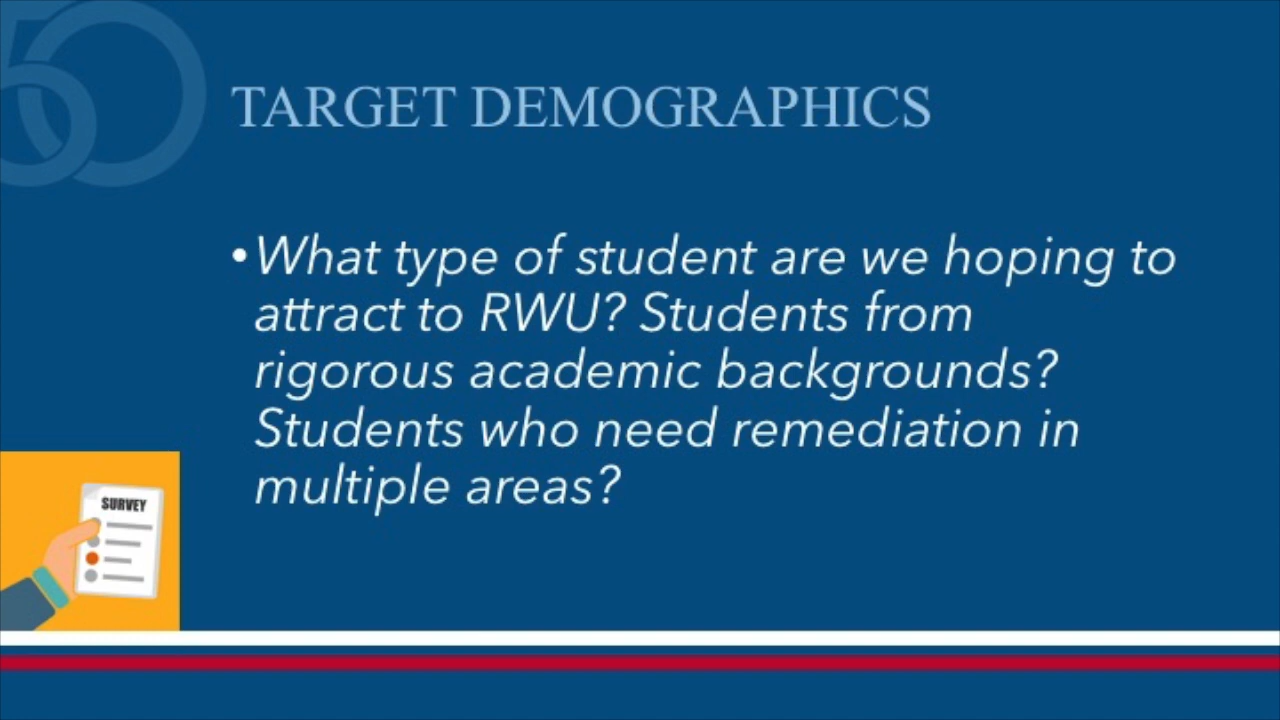 50
TARGET DEMOGRAPHICS
•What type of student are we hoping to
attract to RWU? Students from
rigorous academic backgrounds?
Students who need remediation in
multiple areas?
SURVEY